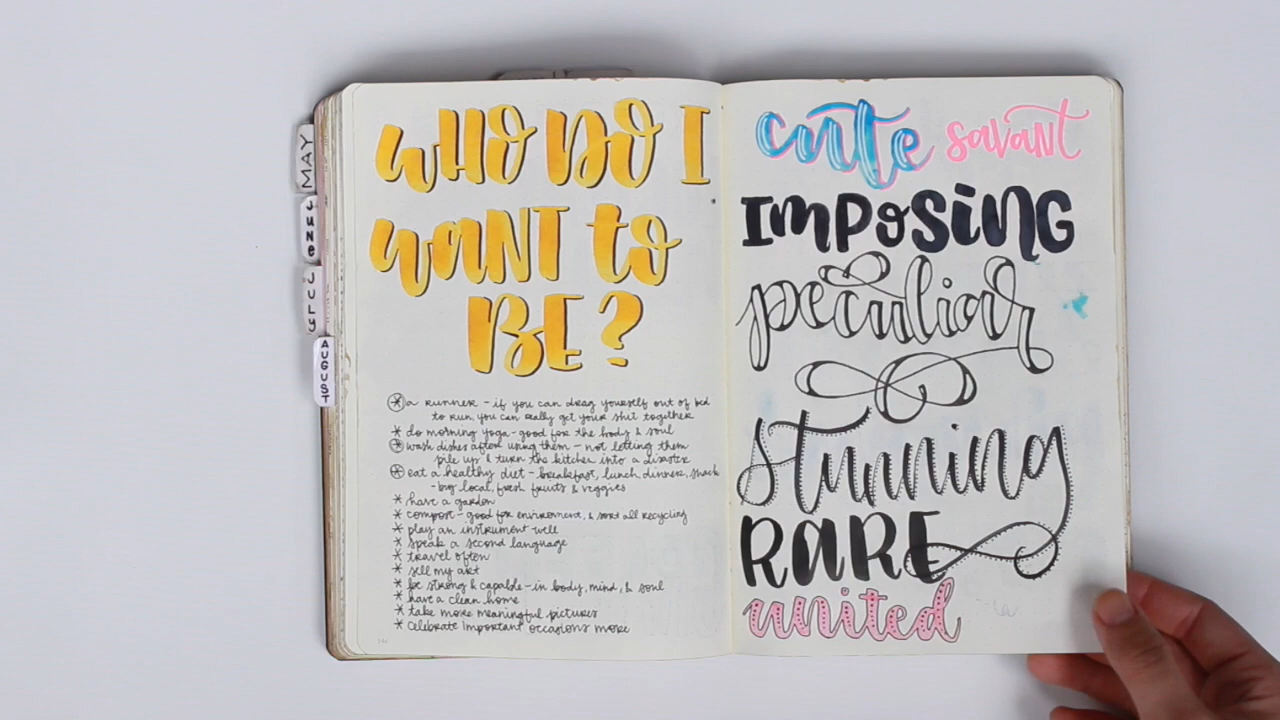 MAY
June
JULY
AUGUST
WHO DO I
WANT to
BE?
a runner - if you can drag yourself out of bed
to run, you can really get your shit together
* do morning yoga - good for the body & soul
wash dishes after using them - not letting them
pile up & turn the kitchen into a disaster
eat a healthy diet - breakfast, lunch, dinner, snack
- buy local, fresh fruits & veggies
* have a garden
* compost - good for environment, & sort all recycling
* play an instrument well
* speak a second language
* travel often
* sell my art
* be strong & capable - in body, mind, & soul
* have a clean home
* take more meaningful pictures
* Celebrate important occasions more
cute savant
Imposing
peculiar
stunning
RARE
united